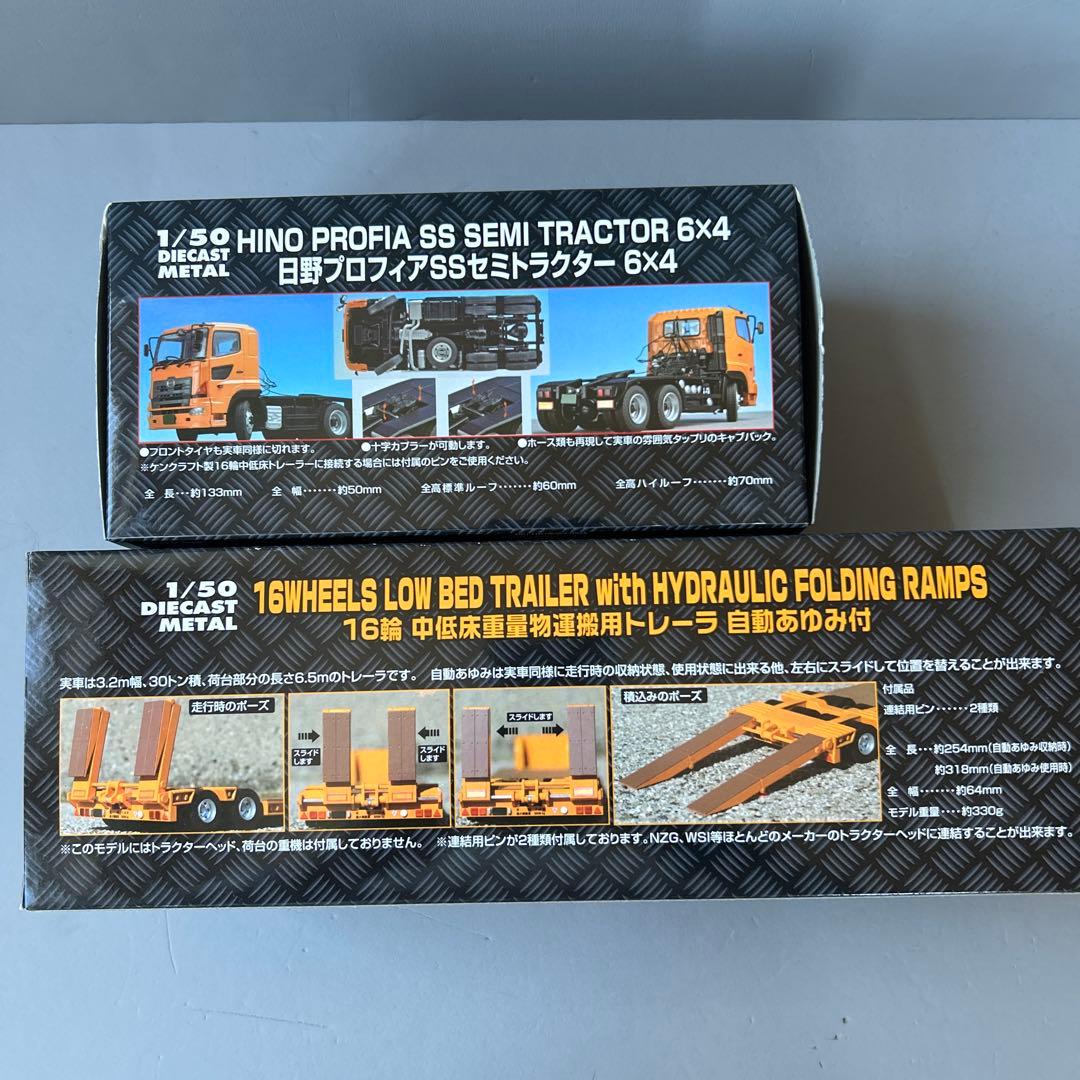 1/50
DIECAST
METAL
HINO PROFIA SS SEMI TRACTOR 6×4
日野プロフィアSSセミトラクター 6×4
●フロントタイヤも実車同様に切れます。
●十字カプラーが可動します。
●ホース類も再現して実車の雰囲気タップリのキャブバック。
※ケンクラフト製16輪中低床トレーラーに接続する場合には付属のピンをご使用ください。
全 長・・・約133mm 全 幅・・・・・・・約50mm 全高標準ルーフ・・・・・・・約60mm 全高ハイルーフ・・・・・・・約70mm
1/50
DIECAST
METAL
16WHEELS LOW BED TRAILER with HYDRAULIC FOLDING RAMPS
16輪 中低床重量物運搬用トレーラ 自動あゆみ付
実車は3.2m幅、30トン積、荷台部分の長さ6.5mのトレーラです。 自動あゆみは実車同様に走行時の収納状態、使用状態に出来る他、左右にスライドして位置を替えることが出来ます。
走行時のポーズ
スライド
します
スライド
します
スライドします
積込みのポーズ
付属品
連結用ピン・・・・・・2種類
全 長・・・約254mm(自動あゆみ収納時)
約318mm(自動あゆみ使用時)
全 幅・・・・・・・約64mm
モデル重量・・・・約330g
※このモデルにはトラクターヘッド、荷台の重機は付属しておりません。 ※連結用ピンが2種類付属しております。NZG、WSI等ほとんどのメーカーのトラクターヘッドに連結することが出来ます。